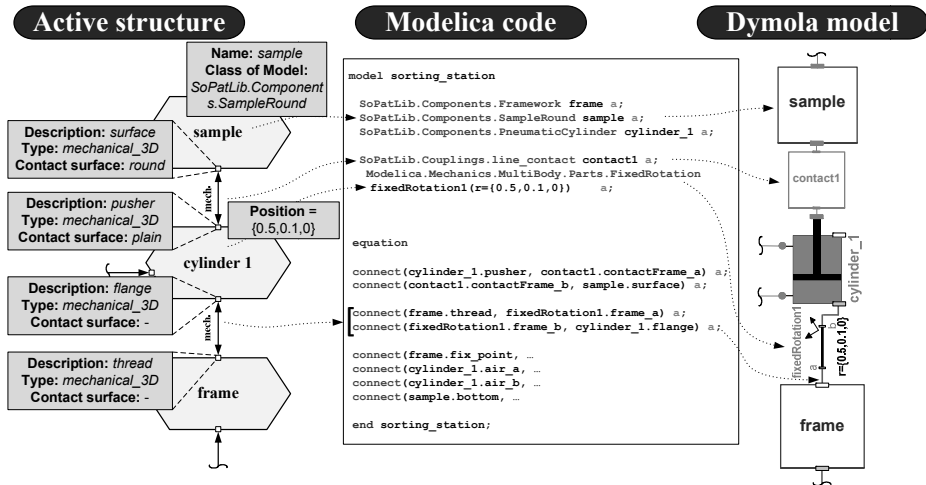 Active structure
Modelica code
Dymola model
Name: sample
Class of Model:
SoPatLib.Component
s.SampleRound
sample
Description: surface
Type: mechanical_3D
Contact surface: round
mech.
Description: pusher
Type: mechanical_3D
Contact surface: plain
Position =
{0.5,0.1,0}
cylinder 1
Description: flange
Type: mechanical_3D
Contact surface: -
mech.
Description: thread
Type: mechanical_3D
Contact surface: -
frame
model sorting_station
SoPatLib.Components.Framework frame a;
SoPatLib.Components.SampleRound sample a;
SoPatLib.Components.PneumaticCylinder cylinder_1 a;
SoPatLib.Couplings.line_contact contact1 a;
Modelica.Mechanics.MultiBody.Parts.FixedRotation
fixedRotation1(r={0.5,0.1,0}) a;
equation
connect(cylinder_1.pusher, contact1.contactFrame_a) a;
connect(contact1.contactFrame_b, sample.surface) a;
connect(frame.thread, fixedRotation1.frame_a) a;
connect(fixedRotation1.frame_b, cylinder_1.flange) a;
connect(frame.fix_point, …
connect(cylinder_1.air_a, …
connect(cylinder_1.air_b, …
connect(sample.bottom, …
end sorting_station;
sample
contact1
cylinder_1
fixedRotation1
b
a
r={0.5,0.1,0}
frame